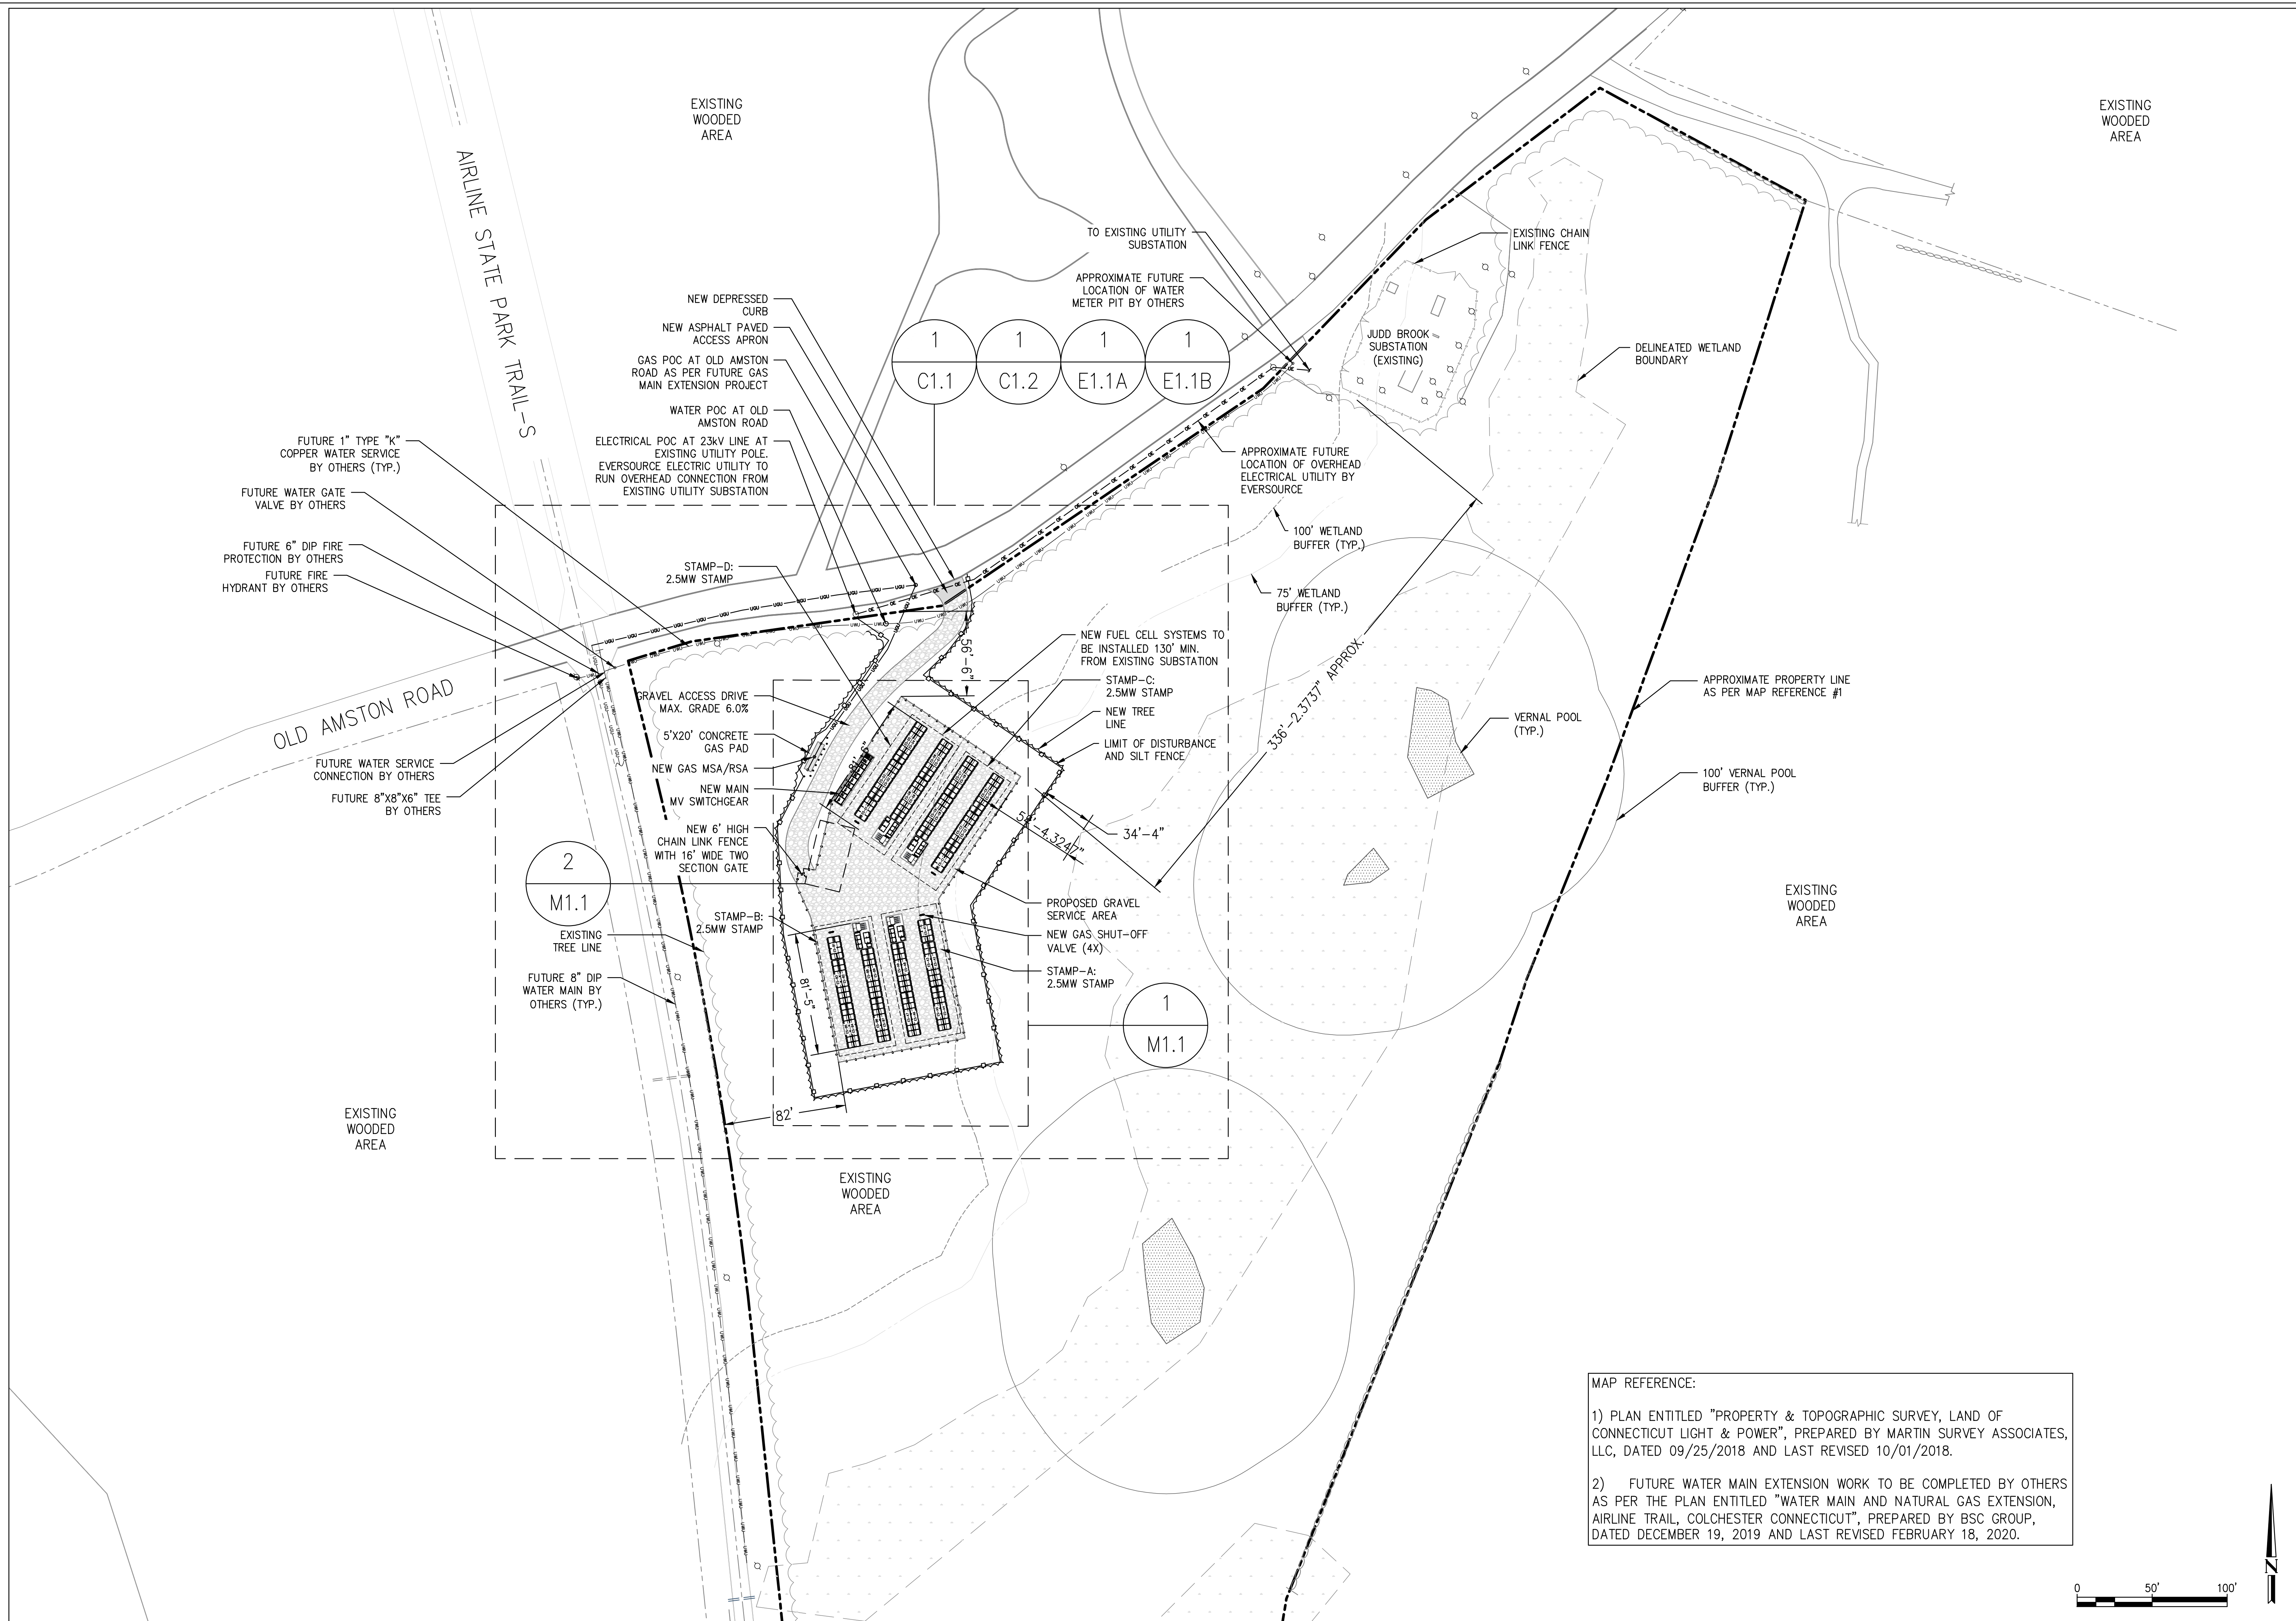 EXISTING
WOODED
AREA
EXISTING
WOODED
AREA
AIRLINE STATE PARK TRAIL-S
TO EXISTING UTILITY
SUBSTATION
APPROXIMATE FUTURE
LOCATION OF WATER
METER PIT BY OTHERS
EXISTING CHAIN
LINK FENCE
JUDD BROOK
SUBSTATION
(EXISTING)
DELINEATED WETLAND
BOUNDARY
NEW DEPRESSED
CURB
NEW ASPHALT PAVED
ACCESS APRON
GAS POC AT OLD AMSTON
ROAD AS PER FUTURE GAS
MAIN EXTENSION PROJECT
WATER POC AT OLD
AMSTON ROAD
ELECTRICAL POC AT 23kV LINE AT
EXISTING UTILITY POLE.
EVERSOURCE ELECTRIC UTILITY TO
RUN OVERHEAD CONNECTION FROM
EXISTING UTILITY SUBSTATION
1
C1.1
1
C1.2
1
E1.1A
1
E1.1B
FUTURE 1" TYPE "K"
COPPER WATER SERVICE
BY OTHERS (TYP.)
FUTURE WATER GATE
VALVE BY OTHERS
FUTURE 6" DIP FIRE
PROTECTION BY OTHERS
FUTURE FIRE
HYDRANT BY OTHERS
APPROXIMATE FUTURE
LOCATION OF OVERHEAD
ELECTRICAL UTILITY BY
EVERSOURCE
100' WETLAND
BUFFER (TYP.)
75' WETLAND
BUFFER (TYP.)
STAMP-D:
2.5MW STAMP
OLD AMSTON ROAD
FUTURE WATER SERVICE
CONNECTION BY OTHERS
FUTURE 8"X8"X6" TEE
BY OTHERS
56'-6"
NEW FUEL CELL SYSTEMS TO
BE INSTALLED 130' MIN.
FROM EXISTING SUBSTATION
STAMP-C:
2.5MW STAMP
NEW TREE
LINE
LIMIT OF DISTURBANCE
AND SILT FENCE
336'-2.3737" APPROX.
APPROXIMATE PROPERTY LINE
AS PER MAP REFERENCE #1
VERNAL POOL
(TYP.)
100' VERNAL POOL
BUFFER (TYP.)
GRAVEL ACCESS DRIVE
MAX. GRADE 6.0%
5'X20' CONCRETE
GAS PAD
NEW GAS MSA/RSA
NEW MAIN
MV SWITCHGEAR
NEW 6' HIGH
CHAIN LINK FENCE
WITH 16' WIDE TWO
SECTION GATE
34'-4"
2
M1.1
STAMP-B:
2.5MW STAMP
EXISTING
TREE LINE
FUTURE 8" DIP
WATER MAIN BY
OTHERS (TYP.)
81'-5"
PROPOSED GRAVEL
SERVICE AREA
NEW GAS SHUT-OFF
VALVE (4X)
STAMP-A:
2.5MW STAMP
1
M1.1
82'
EXISTING
WOODED
AREA
EXISTING
WOODED
AREA
EXISTING
WOODED
AREA
MAP REFERENCE:
1) PLAN ENTITLED "PROPERTY & TOPOGRAPHIC SURVEY, LAND OF
CONNECTICUT LIGHT & POWER", PREPARED BY MARTIN SURVEY ASSOCIATES,
LLC, DATED 09/25/2018 AND LAST REVISED 10/01/2018.
2) FUTURE WATER MAIN EXTENSION WORK TO BE COMPLETED BY OTHERS
AS PER THE PLAN ENTITLED "WATER MAIN AND NATURAL GAS EXTENSION,
AIRLINE TRAIL, COLCHESTER CONNECTICUT", PREPARED BY BSC GROUP,
DATED DECEMBER 19, 2019 AND LAST REVISED FEBRUARY 18, 2020.
N
0 50' 100'